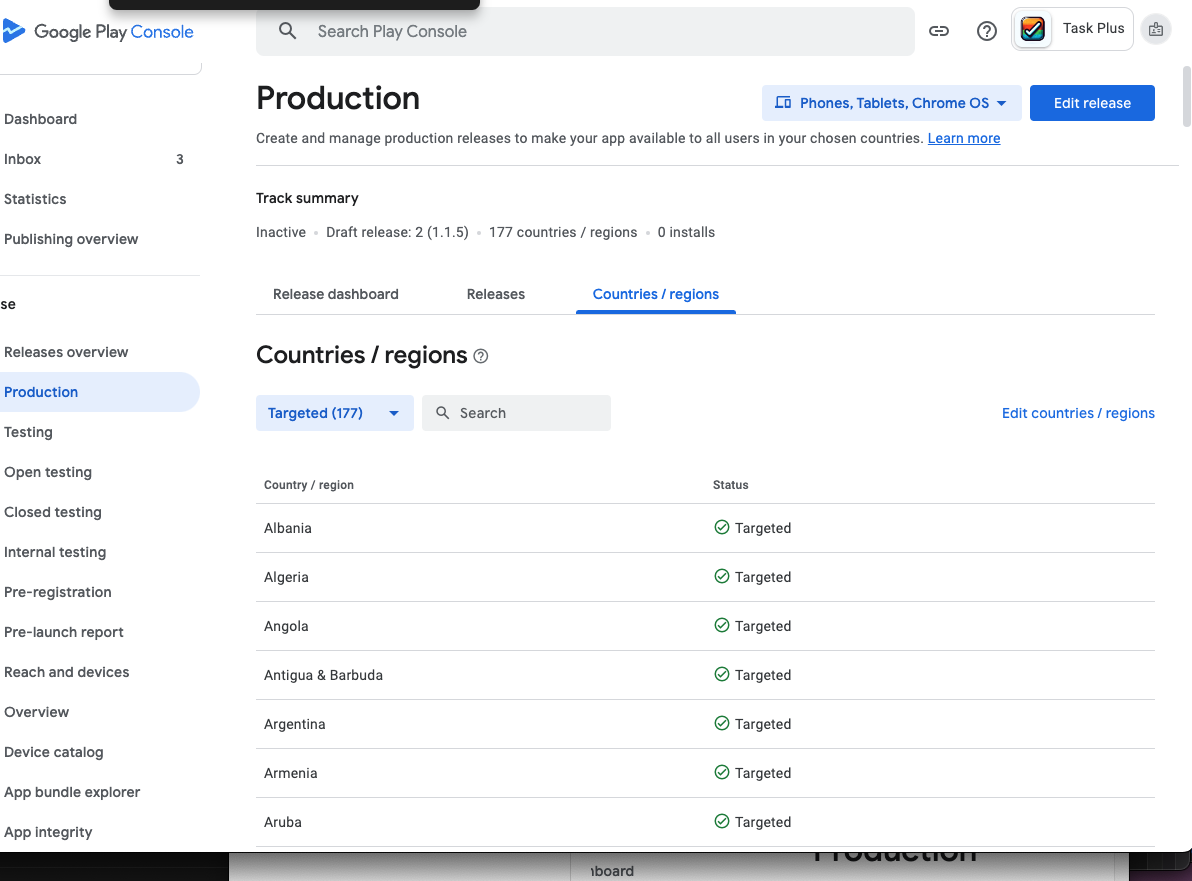 Google Play Console
Search Play Console
Task Plus
Dashboard
Inbox 3
Statistics
Publishing overview
se
Releases overview
Production
Testing
Open testing
Closed testing
Internal testing
Pre-registration
Pre-launch report
Reach and devices
Overview
Device catalog
App bundle explorer
App integrity
Production
Phones, Tablets, Chrome OS
Edit release
Create and manage production releases to make your app available to all users in your chosen countries. Learn more
Track summary
Inactive • Draft release: 2 (1.1.5) • 177 countries / regions • 0 installs
Release dashboard Releases Countries / regions
Countries / regions
Targeted (177)
Search
Edit countries / regions
Country / region Status
Albania Targeted
Algeria Targeted
Angola Targeted
Antigua & Barbuda Targeted
Argentina Targeted
Armenia Targeted
Aruba Targeted
Production
nboard